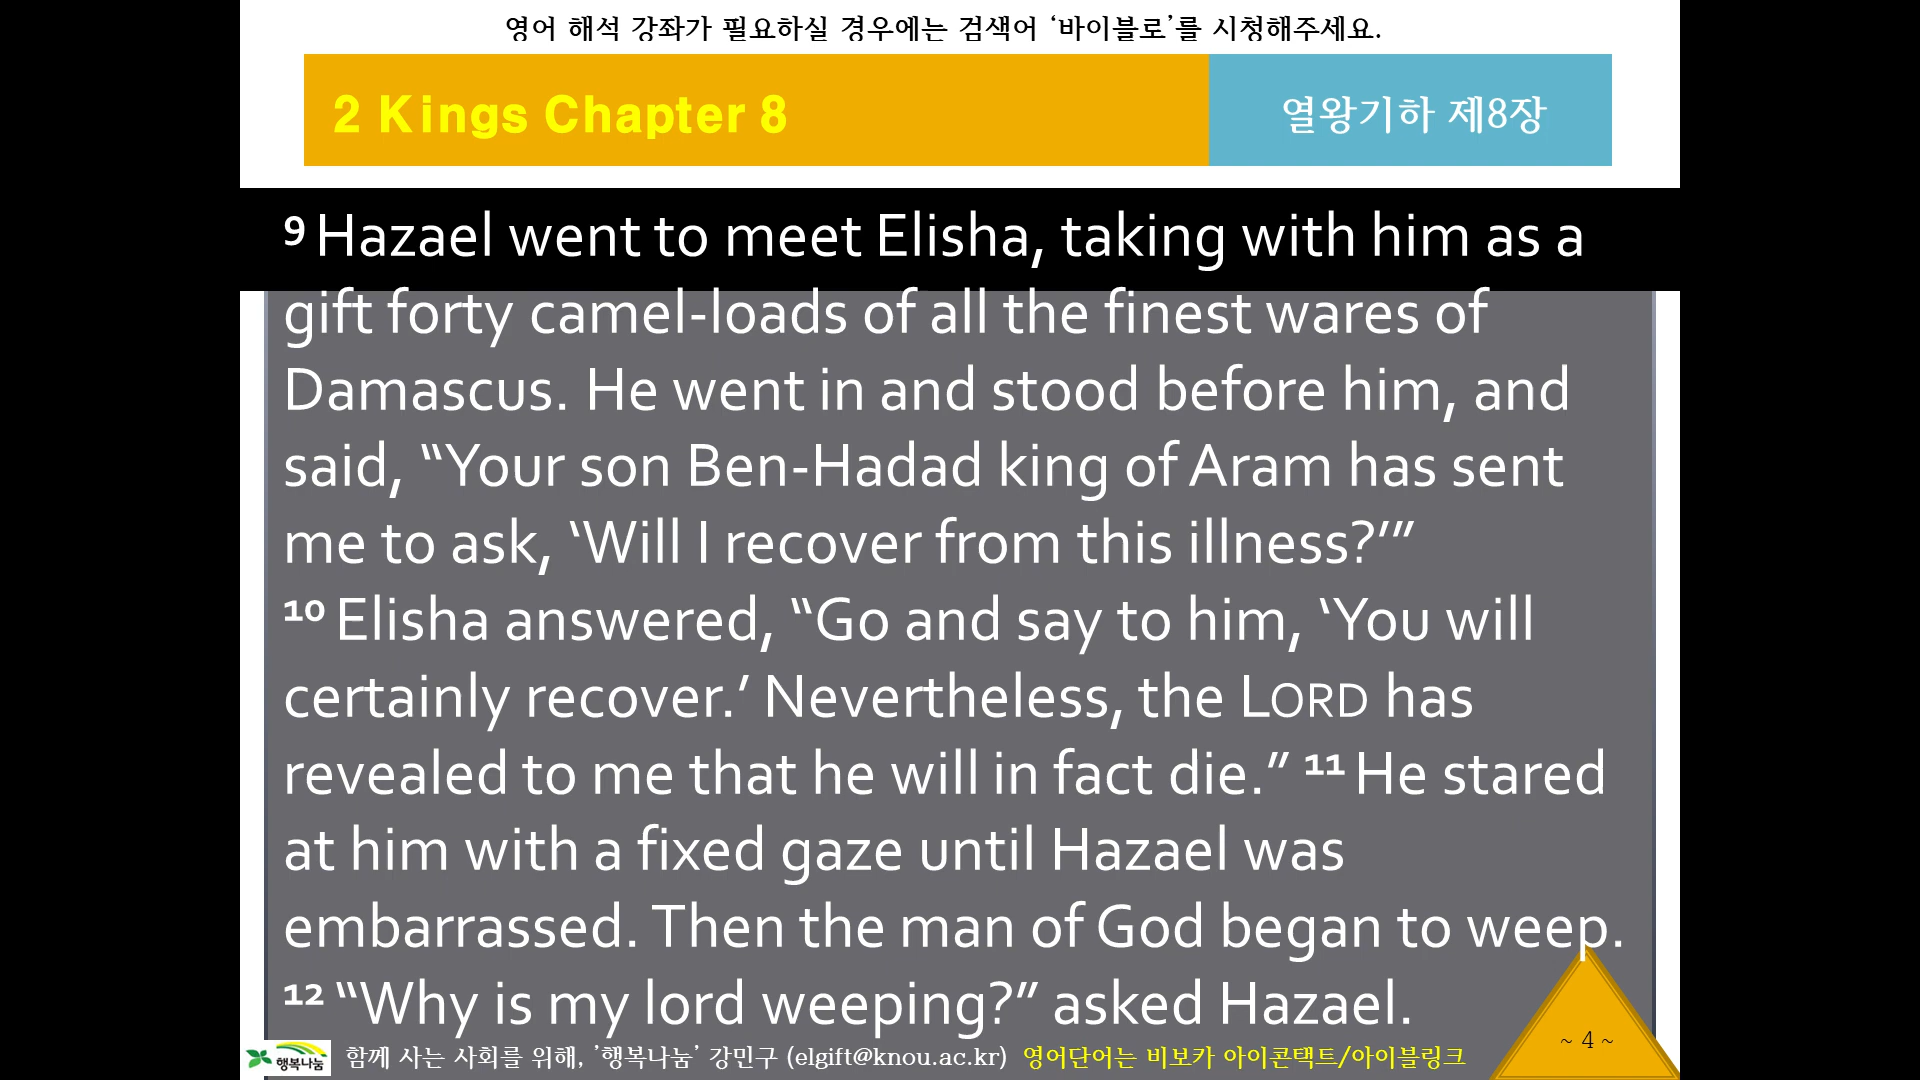 영어 해석 강좌가 필요하실 경우에는 검색어 ‘바이블로’를 시청해주세요.
2 Kings Chapter 8
열왕기하 제8장
9 Hazael went to meet Elisha, taking with him as a
gift forty camel-loads of all the finest wares of
Damascus. He went in and stood before him, and
said, “Your son Ben-Hadad king of Aram has sent
me to ask, ‘Will I recover from this illness?’”
10 Elisha answered, “Go and say to him, ‘You will
certainly recover.’ Nevertheless, the LORD has
revealed to me that he will in fact die.” 11 He stared
at him with a fixed gaze until Hazael was
embarrassed. Then the man of God began to weep.
12 “Why is my lord weeping?” asked Hazael.
~ 4 ~
행복나눔 함께 사는 사회를 위해, ’행복나눔’ 강민구 (elgift@knou.ac.kr) 영어단어는 비보카 아이콘택트/아이블링크